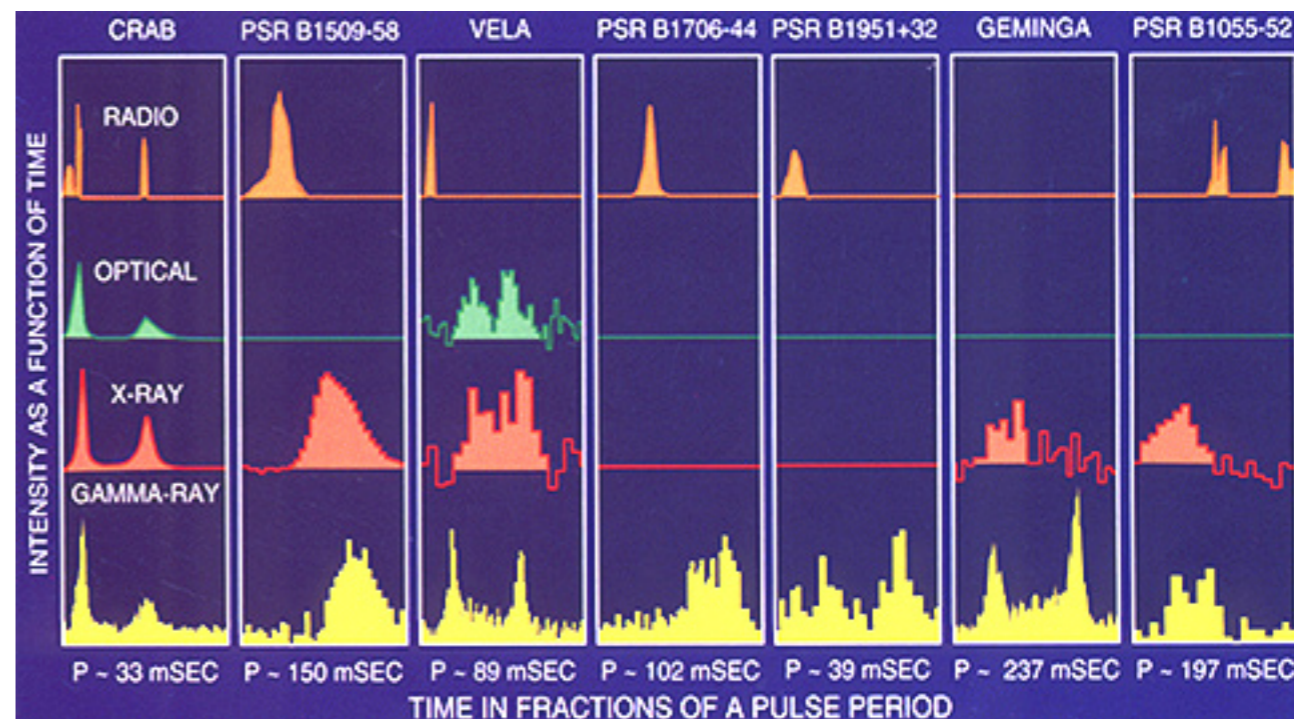 CRAB PSR B1509-58 VELA PSR B1706-44 PSR B1951+32 GEMINGA PSR B1055-52
INTENSITY AS A FUNCTION OF TIME
RADIO
OPTICAL
X-RAY
GAMMA-RAY
P ~ 33 mSEC P ~ 150 mSEC P ~ 89 mSEC P ~ 102 mSEC P ~ 39 mSEC P ~ 237 mSEC P ~ 197 mSEC
TIME IN FRACTIONS OF A PULSE PERIOD